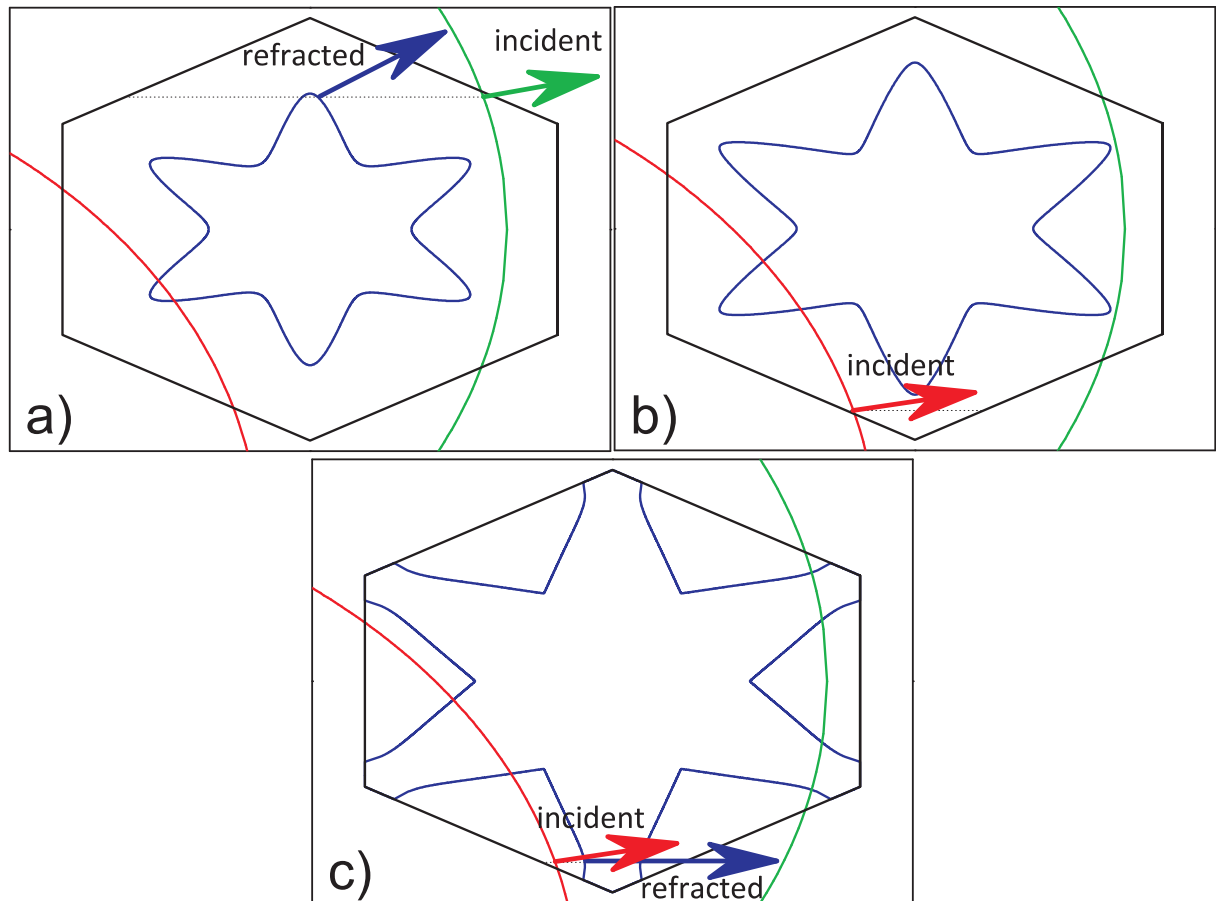 refracted
incident
a)
incident
b)
incident
refracted
c)